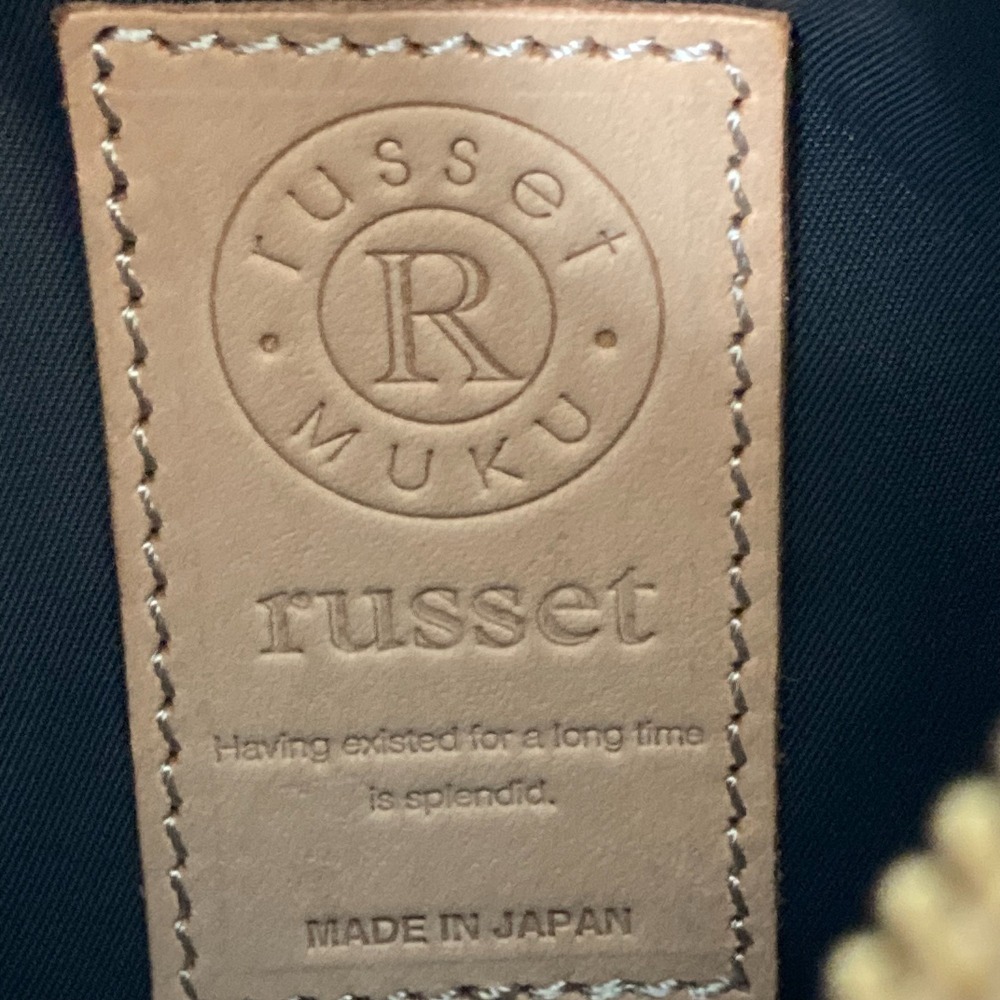 russet
R
MUKU
russet
Having existed for a long time
is splendid.
MADE IN JAPAN